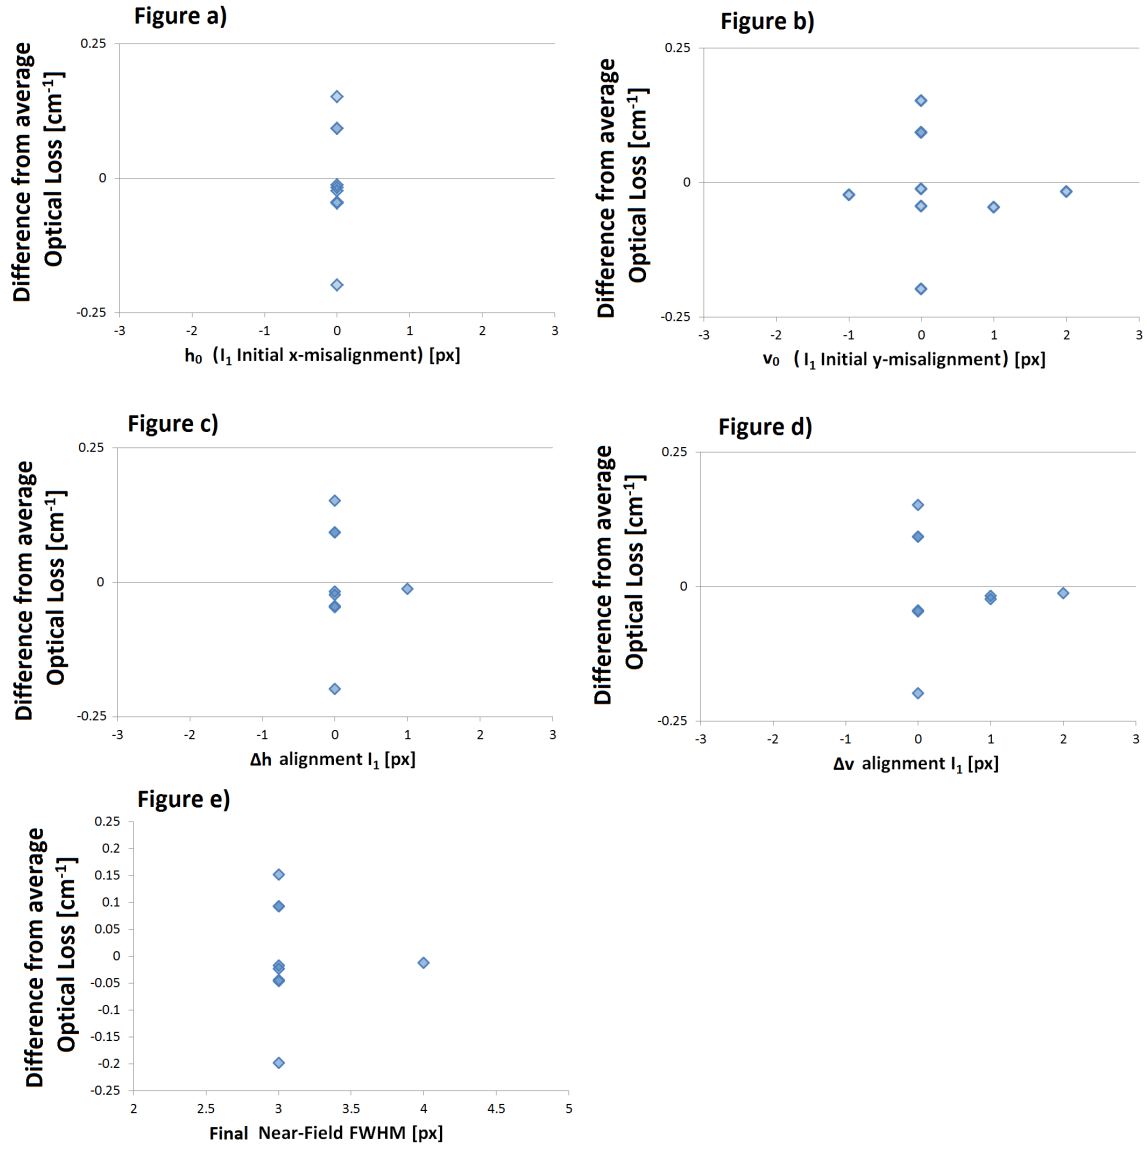 Figure a)
Difference from average
Optical Loss [cm⁻¹]
0.25
0
-0.25
-3 -2 -1 0 1 2 3
h₀ (I₁ Initial x-misalignment) [px]
Figure b)
Difference from average
Optical Loss [cm⁻¹]
0.25
0
-0.25
-3 -2 -1 0 1 2 3
v₀ (I₁ Initial y-misalignment) [px]
Figure c)
Difference from average
Optical Loss [cm⁻¹]
0.25
0
-0.25
-3 -2 -1 0 1 2 3
Δh alignment I₁ [px]
Figure d)
Difference from average
Optical Loss [cm⁻¹]
0.25
0
-0.25
-3 -2 -1 0 1 2 3
Δv alignment I₁ [px]
Figure e)
Difference from average
Optical Loss [cm⁻¹]
0.25
0.2
0.15
0.1
0.05
0
-0.05
-0.1
-0.15
-0.2
-0.25
2 2.5 3 3.5 4 4.5 5
Final Near-Field FWHM [px]